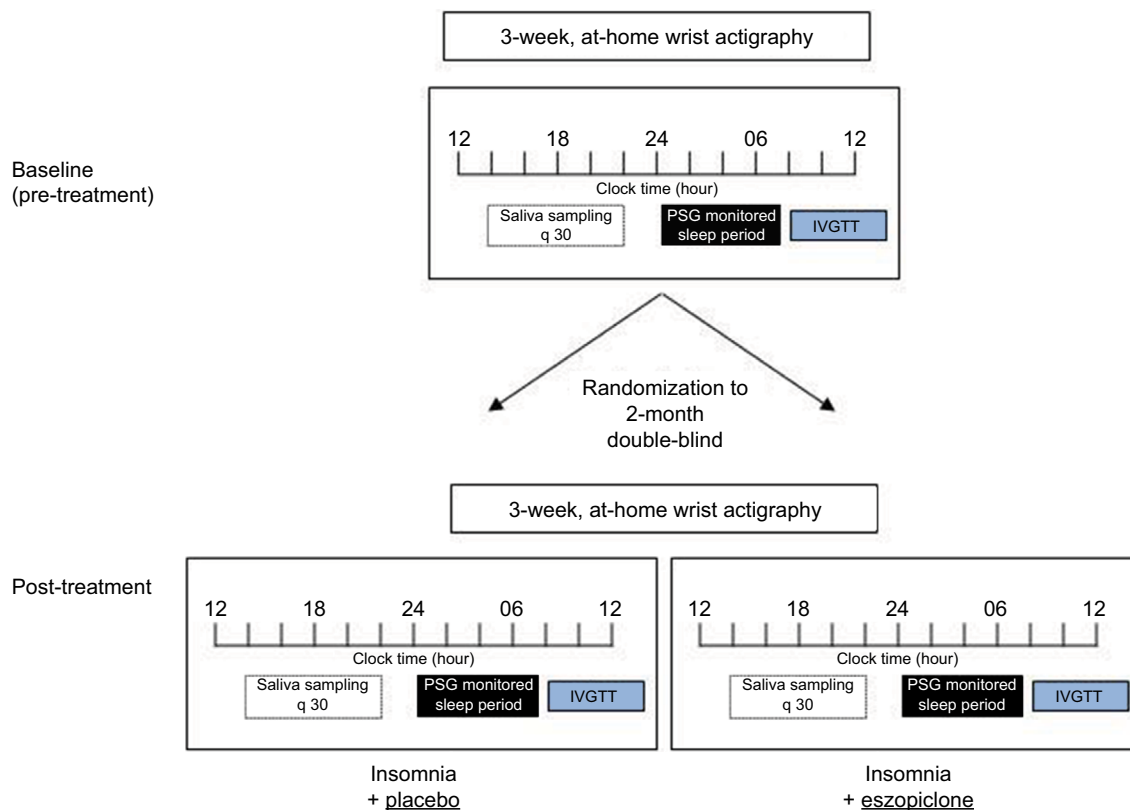 3-week, at-home wrist actigraphy
Baseline
(pre-treatment)
12 18 24 06 12
Clock time (hour)
Saliva sampling
q 30
PSG monitored
sleep period
IVGTT
Randomization to
2-month
double-blind
3-week, at-home wrist actigraphy
Post-treatment
12 18 24 06 12
Clock time (hour)
Saliva sampling
q 30
PSG monitored
sleep period
IVGTT
Insomnia
+ placebo
12 18 24 06 12
Clock time (hour)
Saliva sampling
q 30
PSG monitored
sleep period
IVGTT
Insomnia
+ eszopiclone